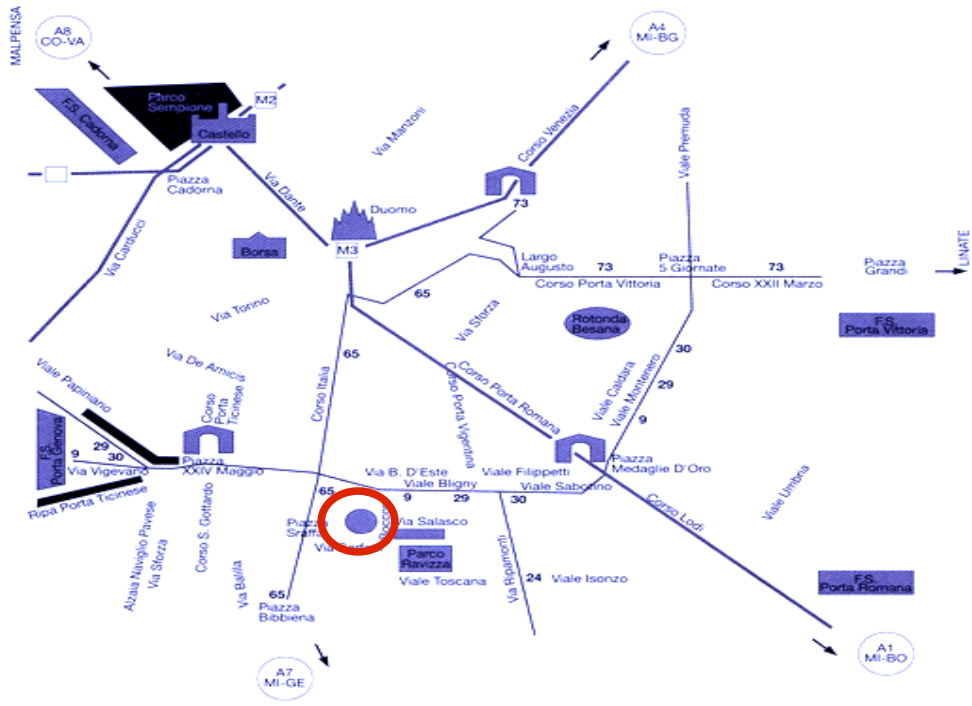 MALPENSA
A8
CO-VA
A4
MI-BG
F.S. Cadorna
Parco
Sempione
M2
Castello
Via Manzoni
Corso Venezia
Viale Premuda
Piazza
Cadorna
Via Dante
73
Duomo
M3
Borsa
Via Carducci
Largo
Augusto
73
Piazza
5 Giornate
73
Piazza
Grandi
LINATE
Corso Porta Vittoria
Corso XXII Marzo
65
Via Torino
Via Sforza
Rotonda
Besana
F.S.
Porta Vittoria
65
30
Via De Amicis
Viale Papiniano
Corso Italia
Corso Porta Romana
Corso Porta Vigentina
Viale Caldara
Viale Montenero
29
9
Corso
Porta
Ticinese
F.S.
Porta Genova
9
29
30
Via Vigevano
Piazza
XXIV Maggio
Piazza
Medaglie D'Oro
Via B. D'Este
Viale Filippetti
Viale Bligny
Viale Sabotino
65
9
29
30
Ripa Porta Ticinese
Corso Lodi
Viale Umbria
Piazza
Via Salasco
Parco
Ravizza
Alzaia Naviglio Pavese
Via Sforza
Corso S. Gottardo
Via Balilla
Viale Toscana
Via Ripamonti
24
Viale Isonzo
F.S.
Porta Romana
65
Piazza
Bibbiena
A7
MI-GE
A1
MI-BO